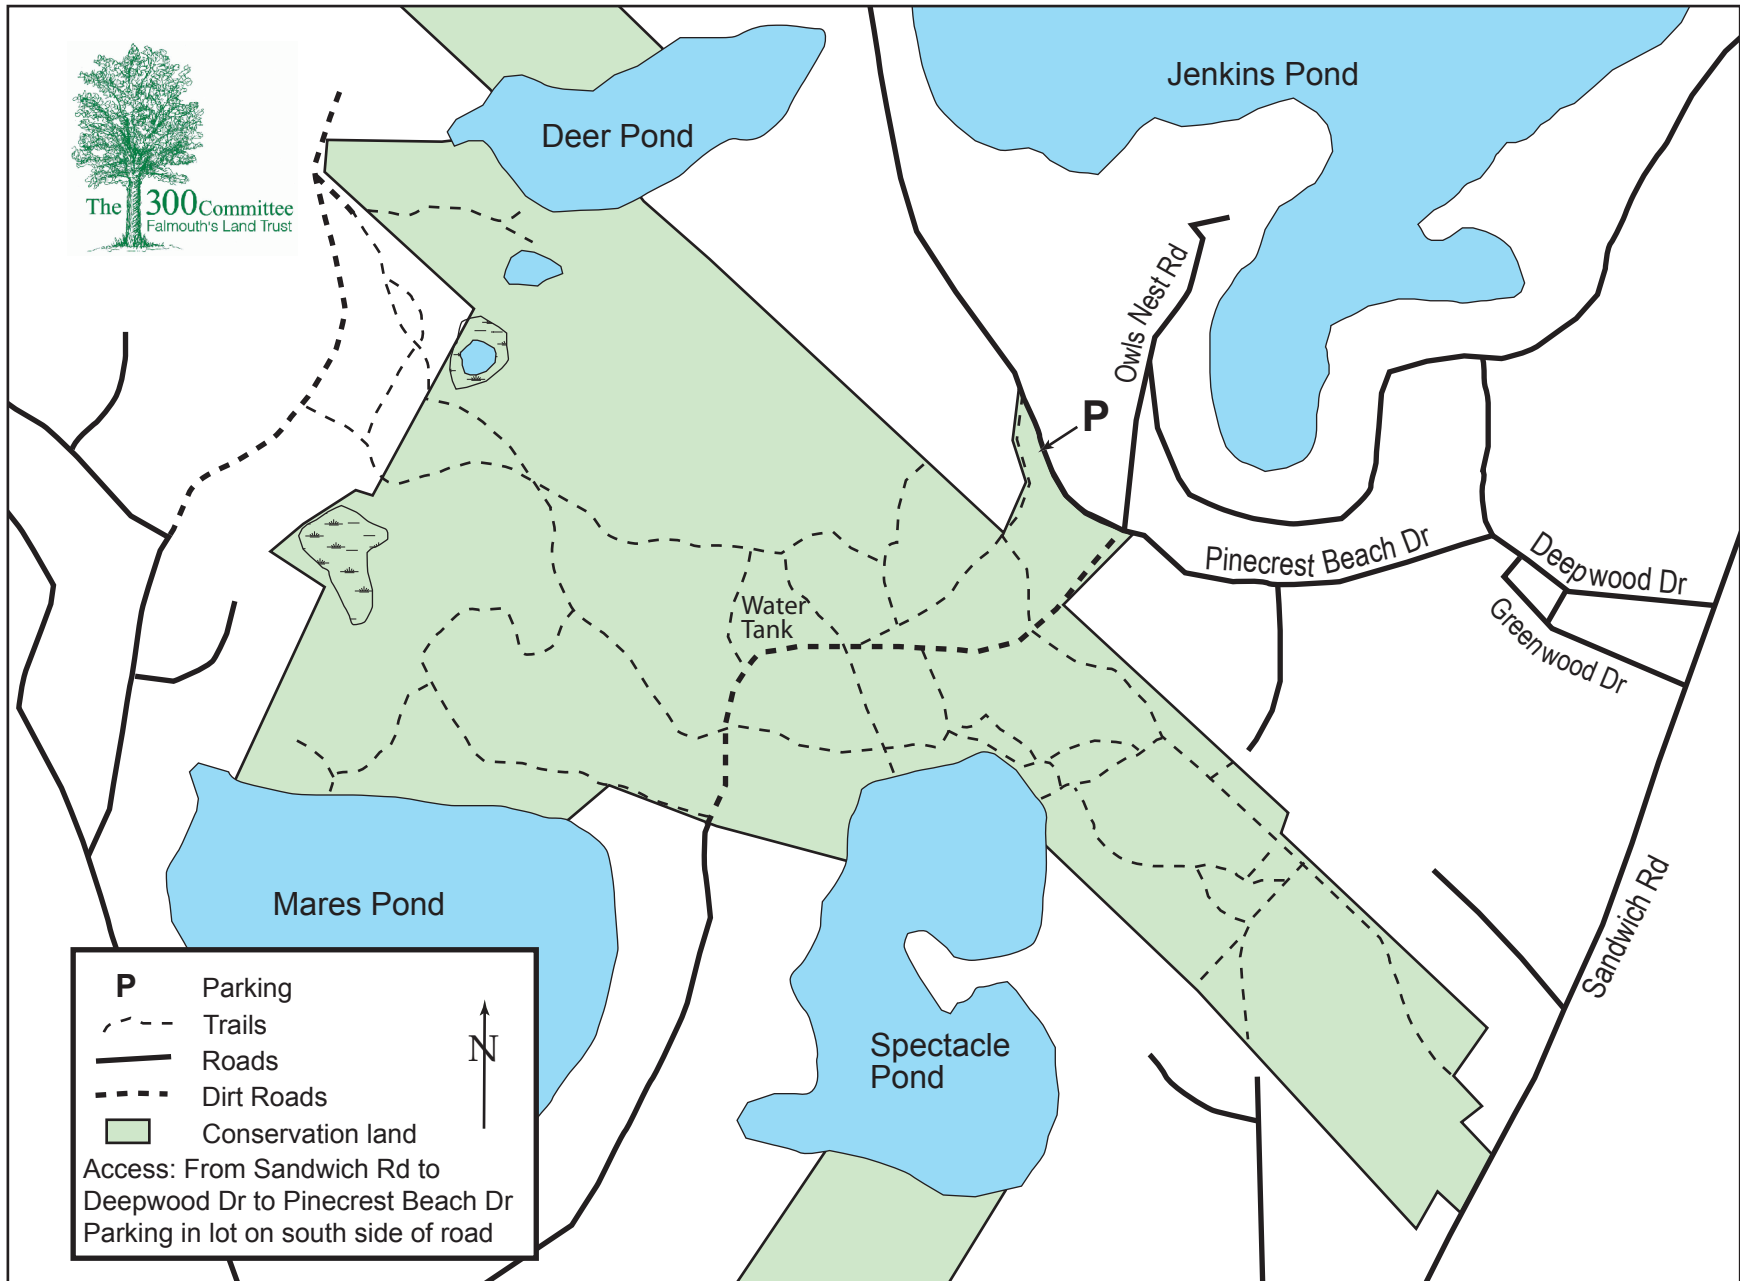 Jenkins Pond
Deer Pond
The 300 Committee
Falmouth's Land Trust
Owls Nest Rd
P
Pinecrest Beach Dr
Deepwood Dr
Greenwood Dr
Water
Tank
Sandwich Rd
Mares Pond
Spectacle
Pond
P Parking
Trails
Roads
Dirt Roads
Conservation land
N
Access: From Sandwich Rd to
Deepwood Dr to Pinecrest Beach Dr
Parking in lot on south side of road